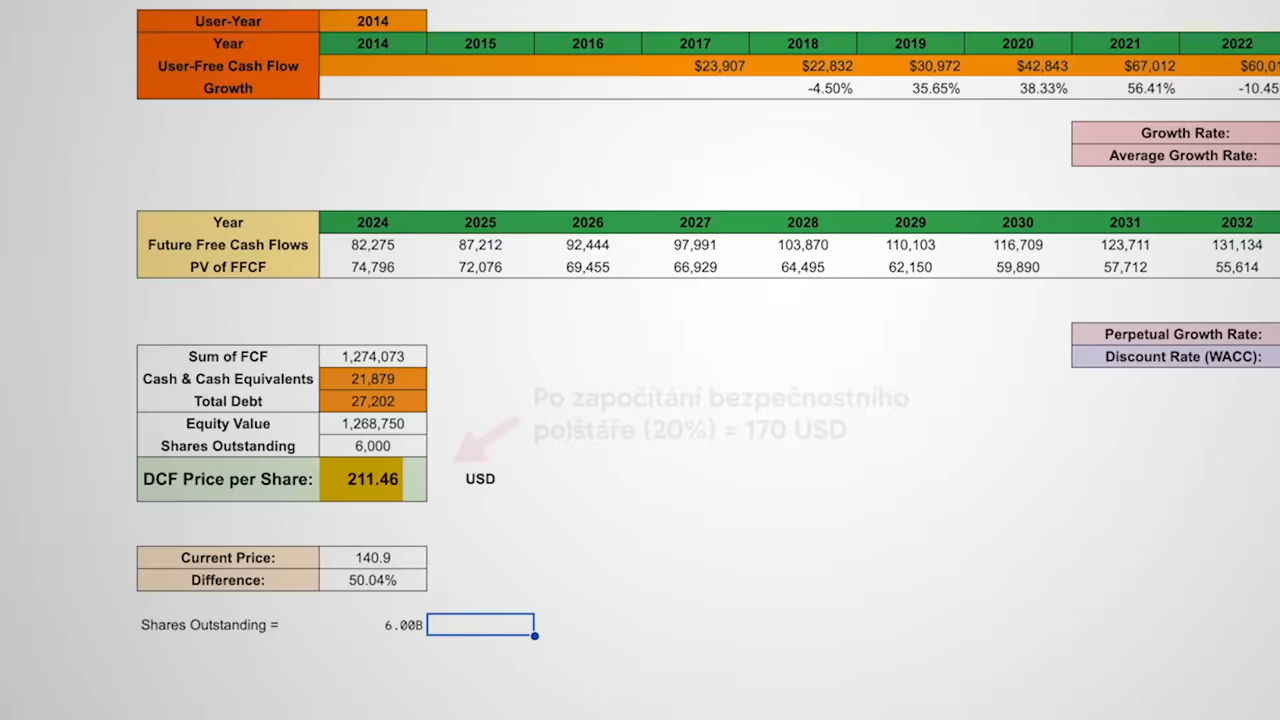 User-Year 2014
Year 2014 2015 2016 2017 2018 2019 2020 2021 2022
User-Free Cash Flow $23,907 $22,832 $30,972 $42,843 $67,012 $60,01
Growth -4.50% 35.65% 38.33% 56.41% -10.45
Growth Rate:
Average Growth Rate:
Year 2024 2025 2026 2027 2028 2029 2030 2031 2032
Future Free Cash Flows 82,275 87,212 92,444 97,991 103,870 110,103 116,709 123,711 131,134
PV of FFCF 74,796 72,076 69,455 66,929 64,495 62,150 59,890 57,712 55,614
Perpetual Growth Rate:
Discount Rate (WACC):
Sum of FCF 1,274,073
Cash & Cash Equivalents 21,879
Total Debt 27,202
Equity Value 1,268,750
Shares Outstanding 6,000
DCF Price per Share: 211.46 USD
Po započítání bezpečnostního
polštáře (20%) = 170 USD
Current Price: 140.9
Difference: 50.04%
Shares Outstanding = 6.00B